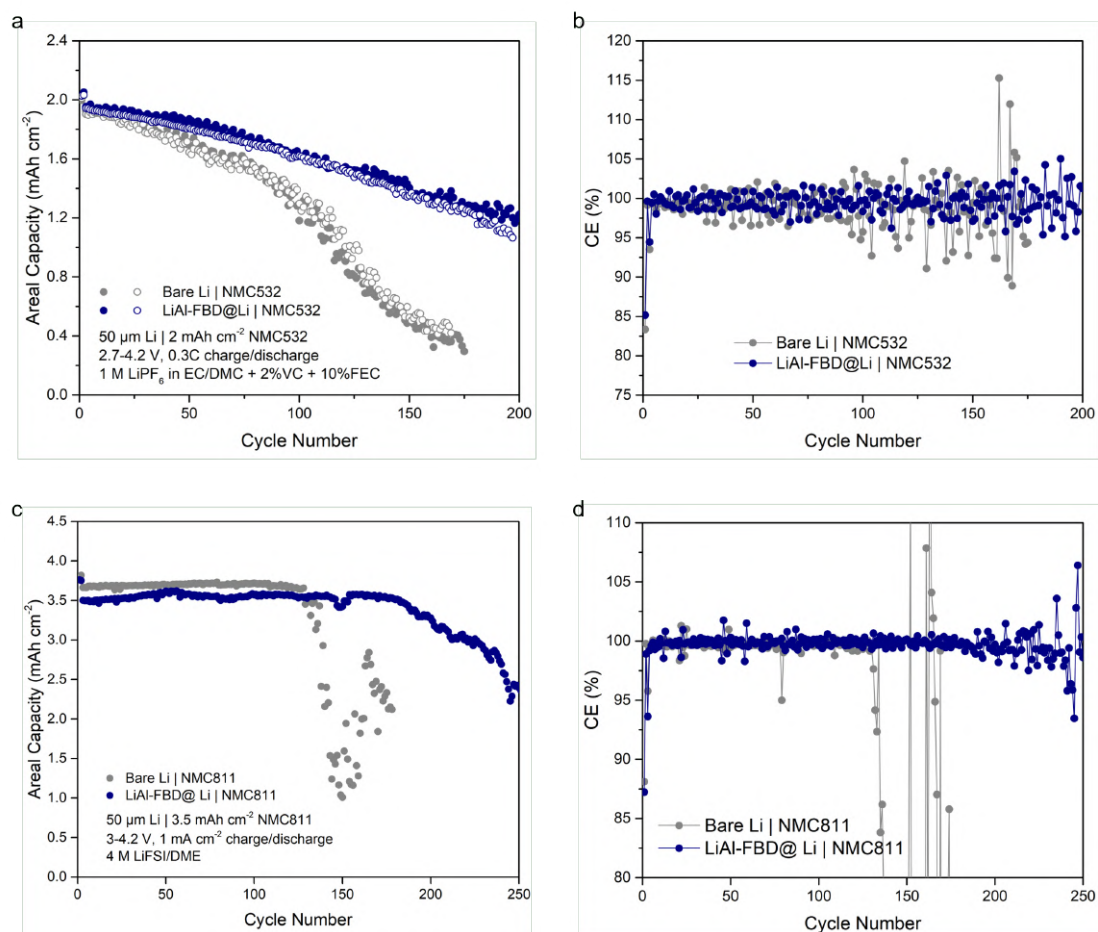 a
2.4
2.0
1.6
1.2
0.8
0.4
0.0
Areal Capacity (mAh cm-2)
Bare Li | NMC532
LiAl-FBD@Li | NMC532
50 μm Li | 2 mAh cm-2 NMC532
2.7-4.2 V, 0.3C charge/discharge
1 M LiPF6 in EC/DMC + 2%VC + 10%FEC
0 50 100 150 200
Cycle Number
b
120
115
110
105
100
95
90
85
80
75
CE (%)
Bare Li | NMC532
LiAl-FBD@Li | NMC532
0 50 100 150 200
Cycle Number
c
4.5
4.0
3.5
3.0
2.5
2.0
1.5
1.0
0.5
0.0
Areal Capacity (mAh cm-2)
Bare Li | NMC811
LiAl-FBD@ Li | NMC811
50 μm Li | 3.5 mAh cm-2 NMC811
3-4.2 V, 1 mA cm-2 charge/discharge
4 M LiFSI/DME
0 50 100 150 200 250
Cycle Number
d
110
105
100
95
90
85
80
CE (%)
Bare Li | NMC811
LiAl-FBD@ Li | NMC811
0 50 100 150 200 250
Cycle Number